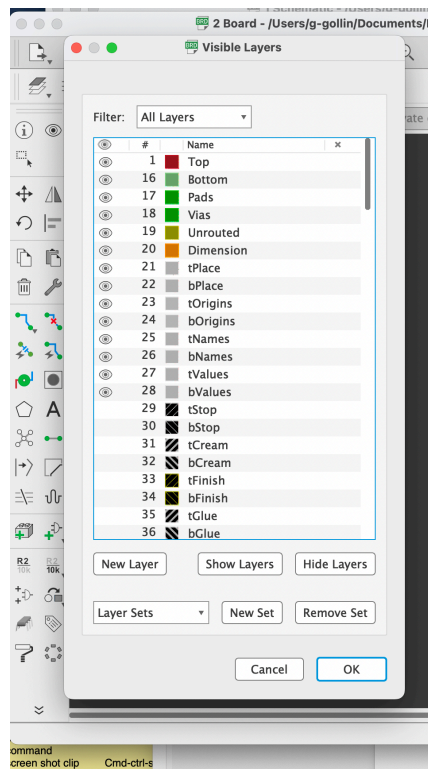 2 Board - /Users/g-gollin/Documents/
Visible Layers
Filter: All Layers
# Name
1 Top
16 Bottom
17 Pads
18 Vias
19 Unrouted
20 Dimension
21 tPlace
22 bPlace
23 tOrigins
24 bOrigins
25 tNames
26 bNames
27 tValues
28 bValues
29 tStop
30 bStop
31 tCream
32 bCream
33 tFinish
34 bFinish
35 tGlue
36 bGlue
New Layer Show Layers Hide Layers
Layer Sets New Set Remove Set
Cancel OK
A
R2 R2
10k 10k
ommand
creen shot clip Cmd-ctrl-s